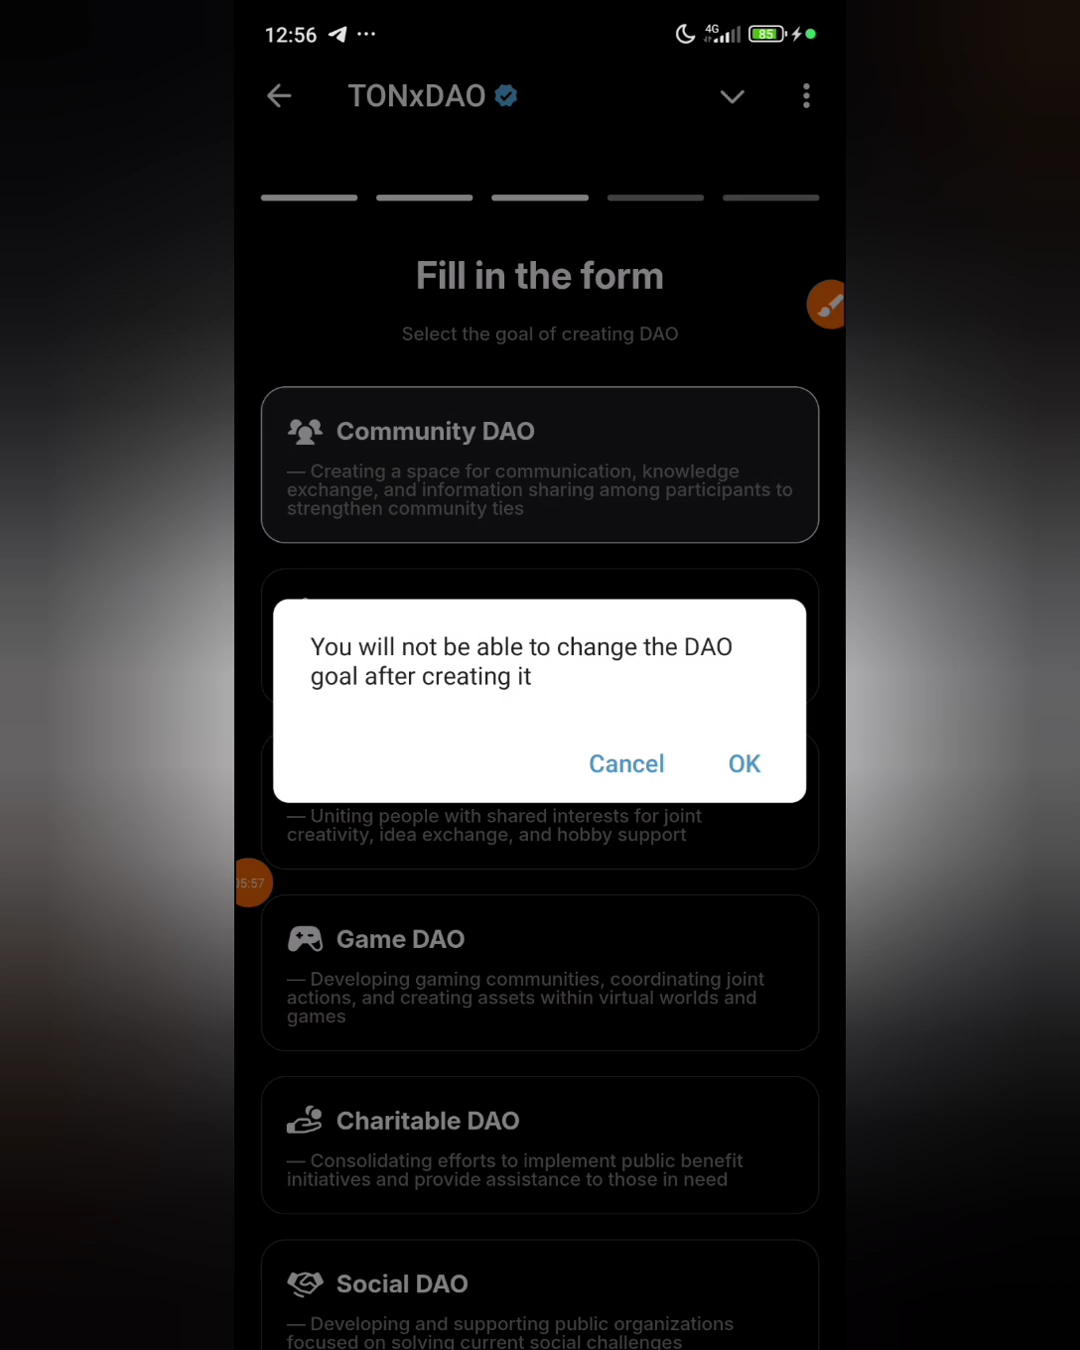 12:56
4G
85
TONxDAO
Fill in the form
Select the goal of creating DAO
Community DAO
— Creating a space for communication, knowledge
exchange, and information sharing among participants to
strengthen community ties
You will not be able to change the DAO
goal after creating it
Cancel
OK
— Uniting people with shared interests for joint
creativity, idea exchange, and hobby support
05:57
Game DAO
— Developing gaming communities, coordinating joint
actions, and creating assets within virtual worlds and
games
Charitable DAO
— Consolidating efforts to implement public benefit
initiatives and provide assistance to those in need
Social DAO
— Developing and supporting public organizations
focused on solving current social challenges